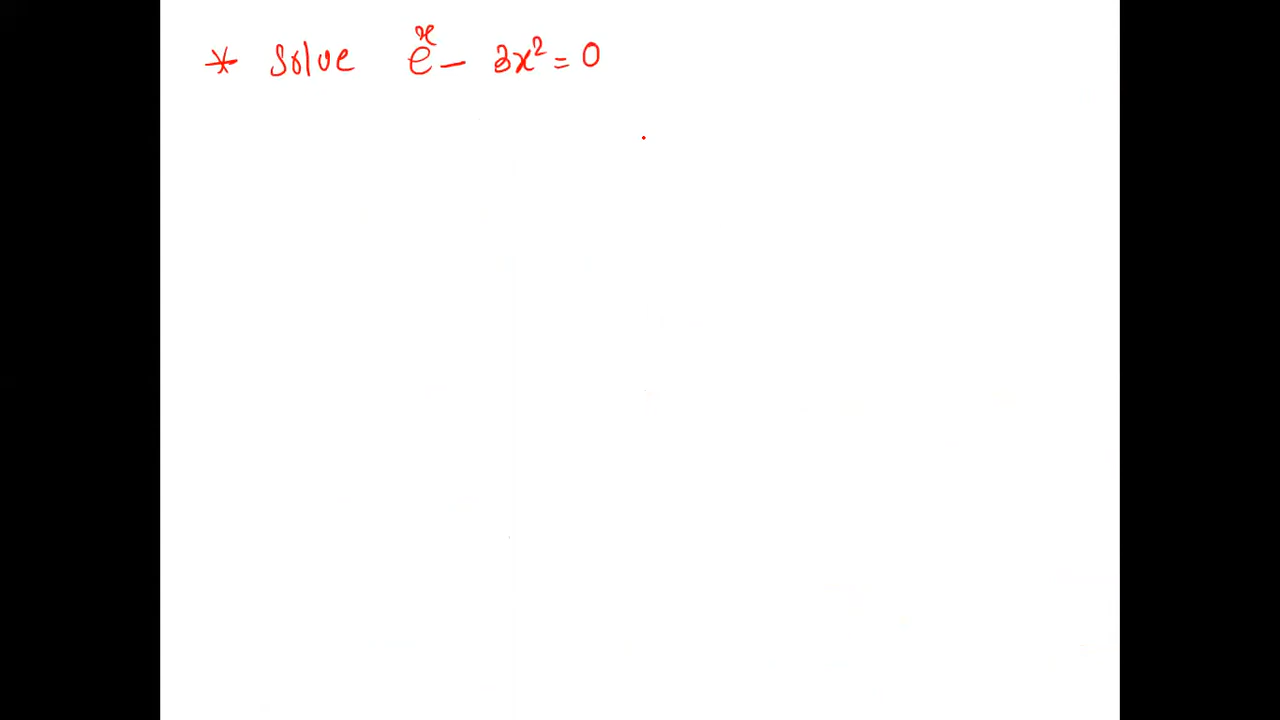 * Solve e^x - 3x^2 = 0